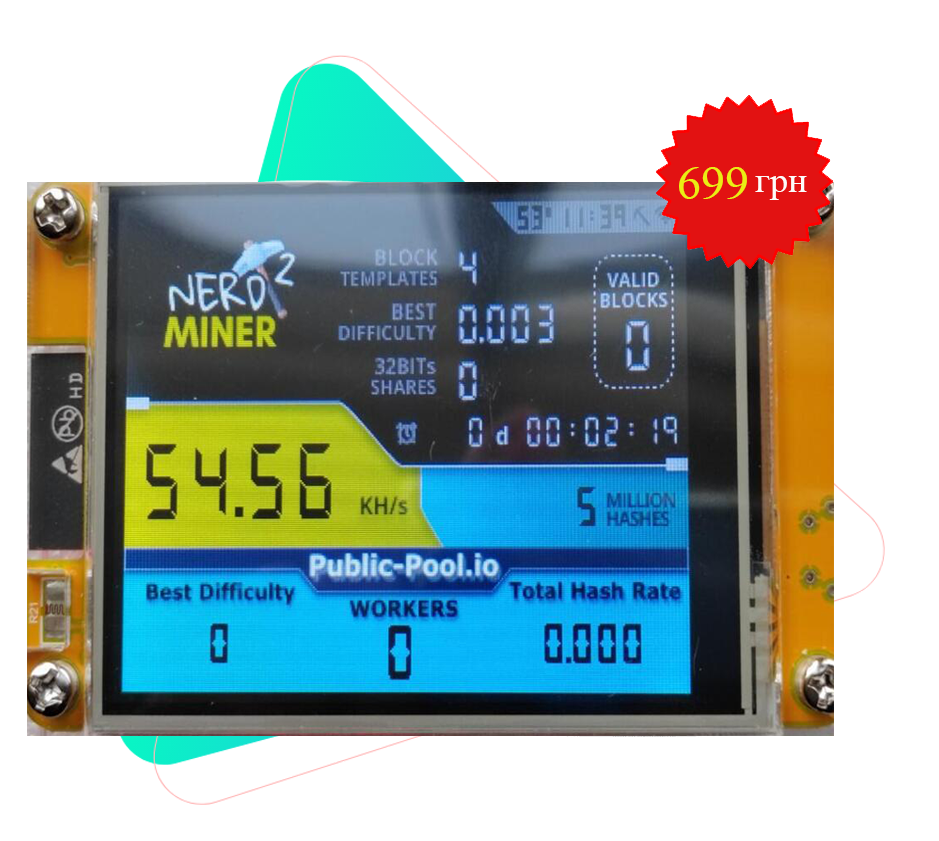 699 грн
53° 11:39
NERD 2
MINER
BLOCK
TEMPLATES 4
BEST
DIFFICULTY 0.003
32BITs
SHARES 0
VALID
BLOCKS
0
0 d 00:02:19
54.56 KH/s
5 MILLION
HASHES
Public-Pool.io
Best Difficulty
0
WORKERS
0
Total Hash Rate
0.000
HD
R21